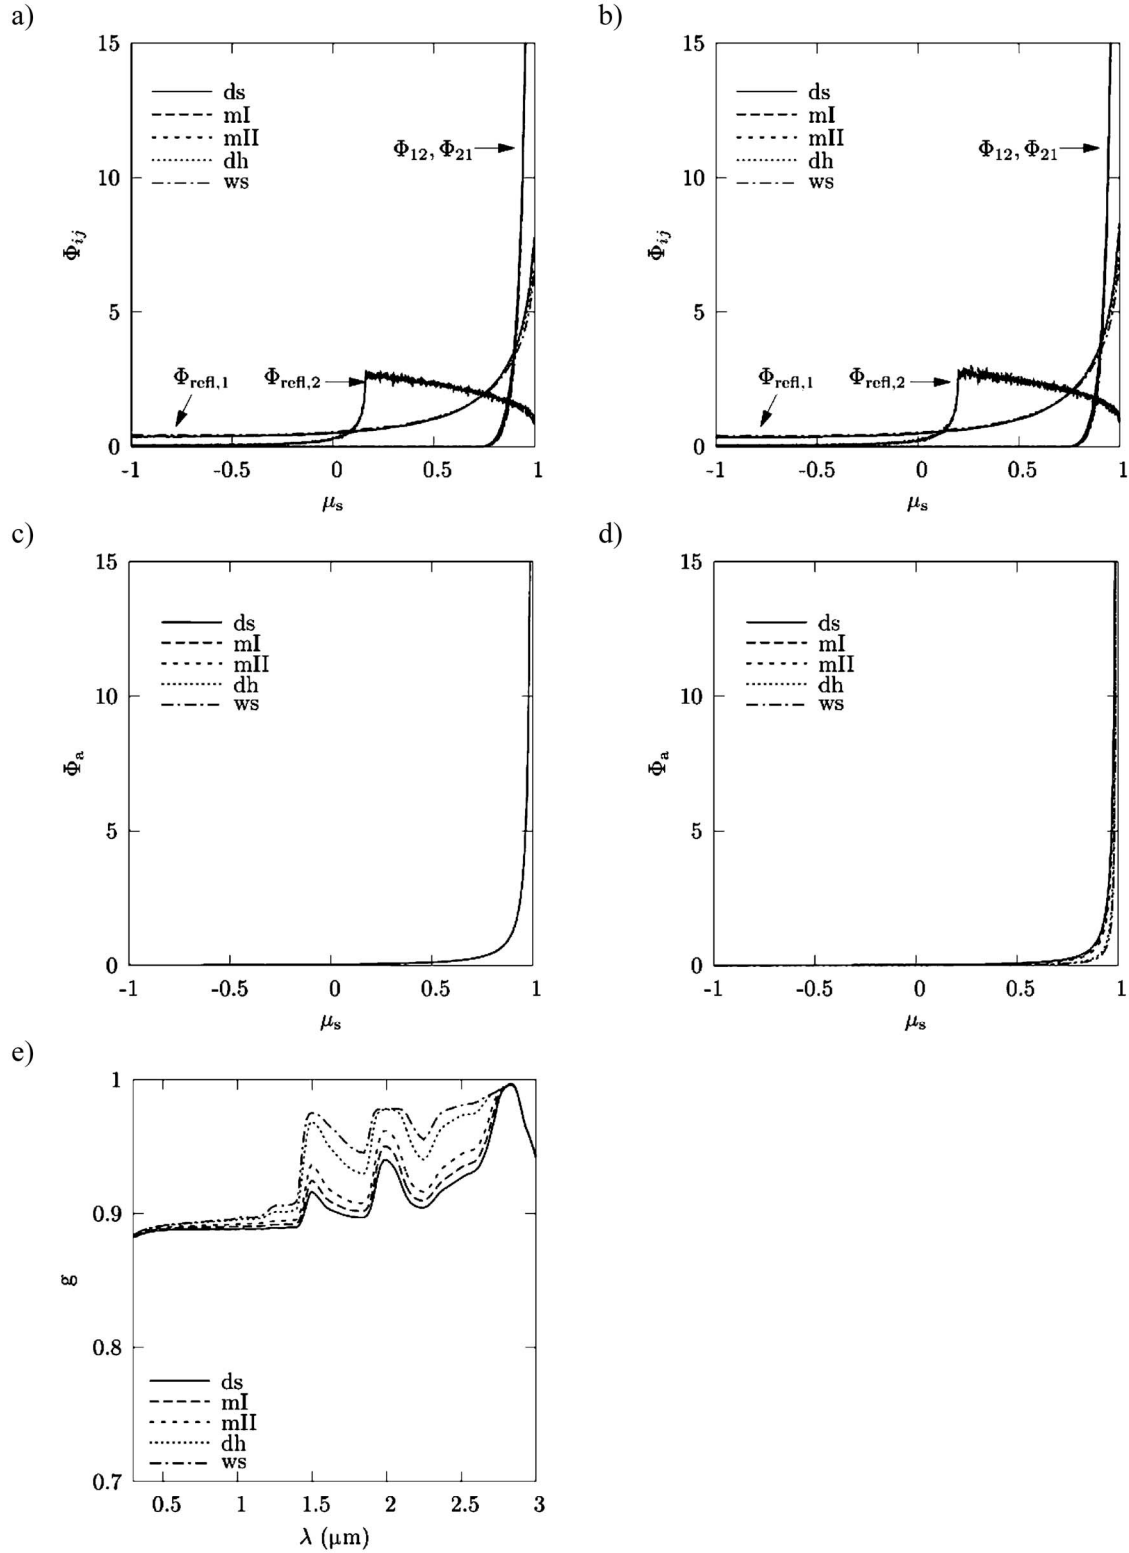 a)
15
10
5
0
Φij
ds
mI
mII
dh
ws
Φ12, Φ21
Φrefl,1
Φrefl,2
-1 -0.5 0 0.5 1
μs
b)
15
10
5
0
Φij
ds
mI
mII
dh
ws
Φ12, Φ21
Φrefl,1
Φrefl,2
-1 -0.5 0 0.5 1
μs
c)
15
10
5
0
Φa
ds
mI
mII
dh
ws
-1 -0.5 0 0.5 1
μs
d)
15
10
5
0
Φa
ds
mI
mII
dh
ws
-1 -0.5 0 0.5 1
μs
e)
1
0.9
0.8
0.7
g
ds
mI
mII
dh
ws
0.5 1 1.5 2 2.5 3
λ (μm)